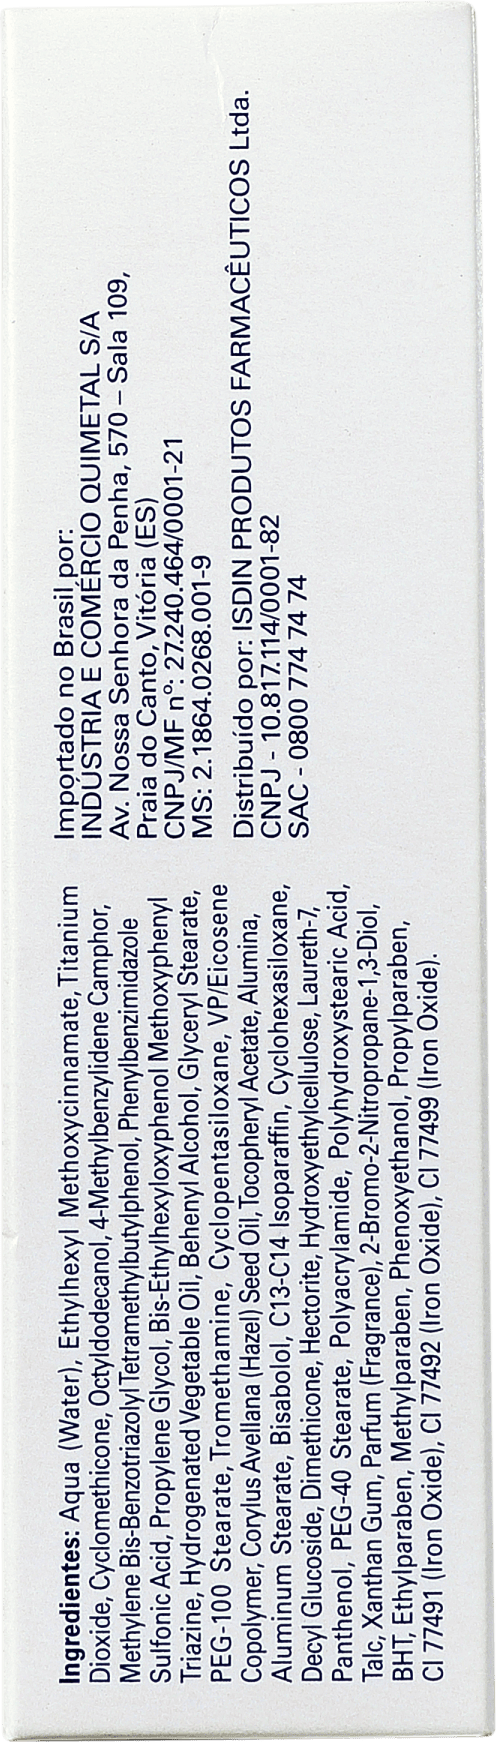 Ingredientes: Aqua (Water), Ethylhexyl Methoxycinnamate, Titanium
Dioxide, Cyclomethicone, Octyldodecanol, 4-Methylbenzylidene Camphor,
Methylene Bis-Benzotriazolyl Tetramethylbutylphenol, Phenylbenzimidazole
Sulfonic Acid, Propylene Glycol, Bis-Ethylhexyloxyphenol Methoxyphenyl
Triazine, Hydrogenated Vegetable Oil, Behenyl Alcohol, Glyceryl Stearate,
PEG-100 Stearate, Tromethamine, Cyclopentasiloxane, VP/Eicosene
Copolymer, Corylus Avellana (Hazel) Seed Oil, Tocopheryl Acetate, Alumina,
Aluminum Stearate, Bisabolol, C13-C14 Isoparaffin, Cyclohexasiloxane,
Decyl Glucoside, Dimethicone, Hectorite, Hydroxyethylcellulose, Laureth-7,
Panthenol, PEG-40 Stearate, Polyacrylamide, Polyhydroxystearic Acid,
Talc, Xanthan Gum, Parfum (Fragrance), 2-Bromo-2-Nitropropane-1,3-Diol,
BHT, Ethylparaben, Methylparaben, Phenoxyethanol, Propylparaben,
CI 77491 (Iron Oxide), CI 77492 (Iron Oxide), CI 77499 (Iron Oxide).
Importado no Brasil por:
INDÚSTRIA E COMÉRCIO QUIMETAL S/A
Av. Nossa Senhora da Penha, 570 – Sala 109,
Praia do Canto, Vitória (ES)
CNPJ/MF nº: 27.240.464/0001-21
MS: 2.1864.0268.001-9
Distribuído por: ISDIN PRODUTOS FARMACÊUTICOS Ltda.
CNPJ - 10.817.114/0001-82
SAC - 0800 774 74 74